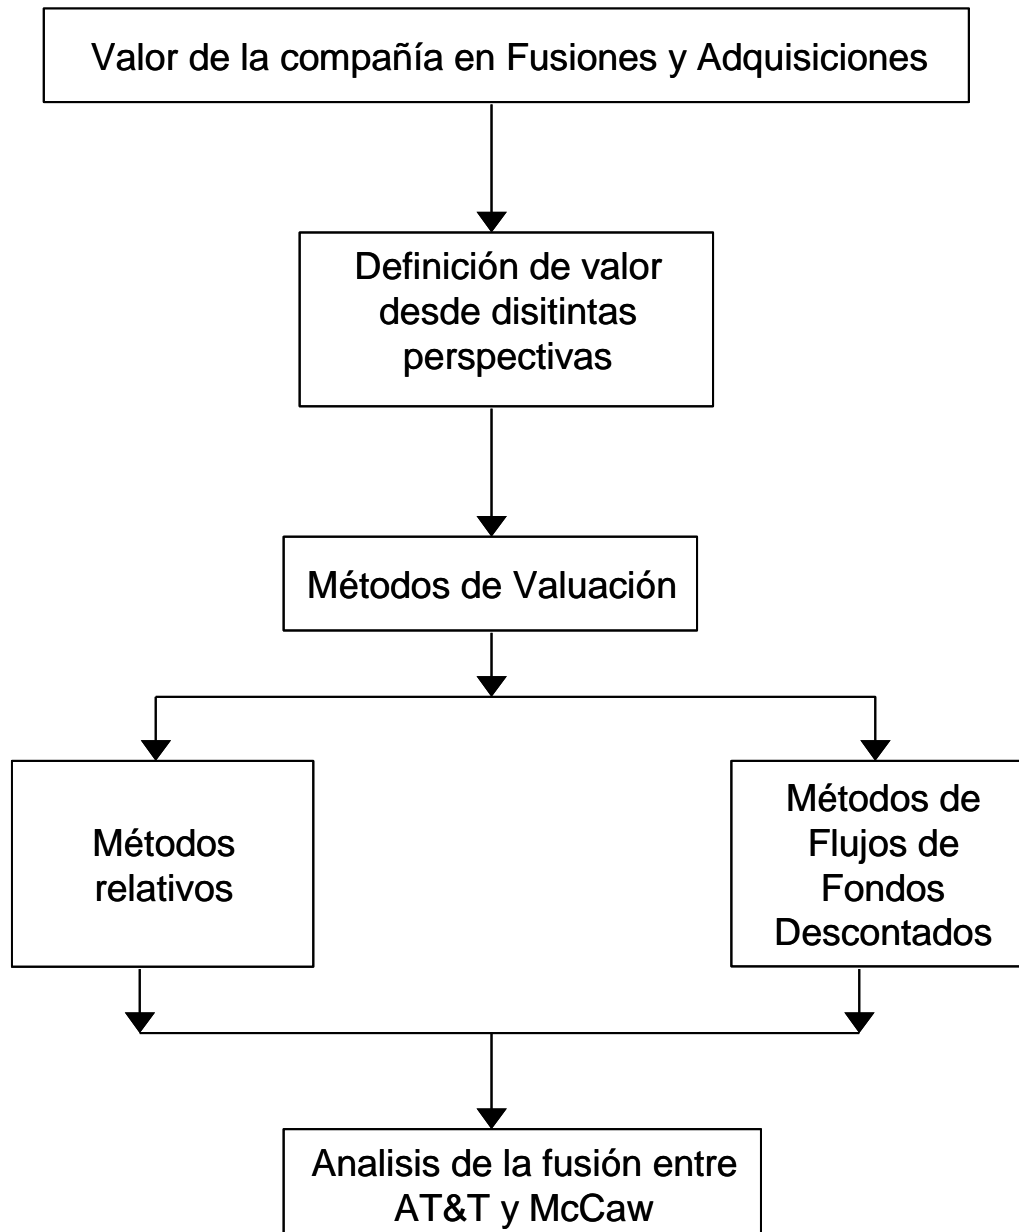 Valor de la compañía en Fusiones y Adquisiciones
Definición de valor
desde disitintas
perspectivas
Métodos de Valuación
Métodos
relativos
Métodos de
Flujos de
Fondos
Descontados
Analisis de la fusión entre
AT&T y McCaw